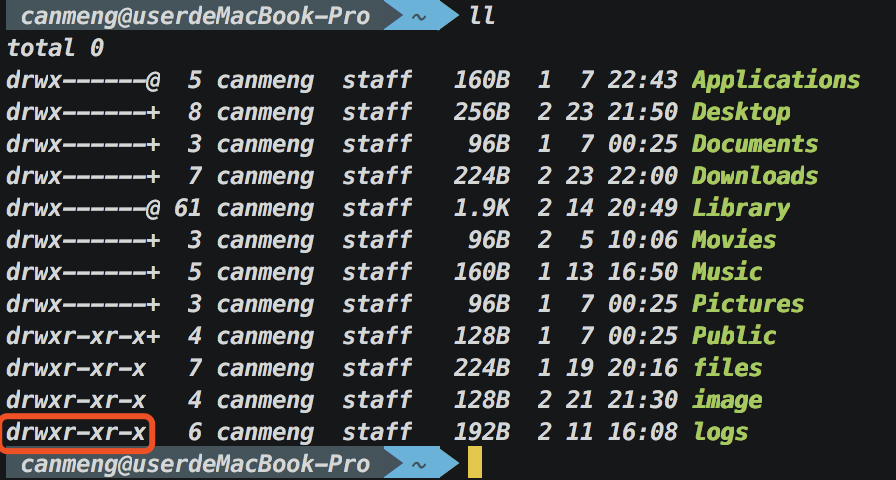 canmeng@userdeMacBook-Pro ~ ll
total 0
drwx------@ 5 canmeng staff 160B 1 7 22:43 Applications
drwx------+ 8 canmeng staff 256B 2 23 21:50 Desktop
drwx------+ 3 canmeng staff 96B 1 7 00:25 Documents
drwx------+ 7 canmeng staff 224B 2 23 22:00 Downloads
drwx------@ 61 canmeng staff 1.9K 2 14 20:49 Library
drwx------+ 3 canmeng staff 96B 2 5 10:06 Movies
drwx------+ 5 canmeng staff 160B 1 13 16:50 Music
drwx------+ 3 canmeng staff 96B 1 7 00:25 Pictures
drwxr-xr-x+ 4 canmeng staff 128B 1 7 00:25 Public
drwxr-xr-x 7 canmeng staff 224B 1 19 20:16 files
drwxr-xr-x 4 canmeng staff 128B 2 21 21:30 image
drwxr-xr-x 6 canmeng staff 192B 2 11 16:08 logs
canmeng@userdeMacBook-Pro ~